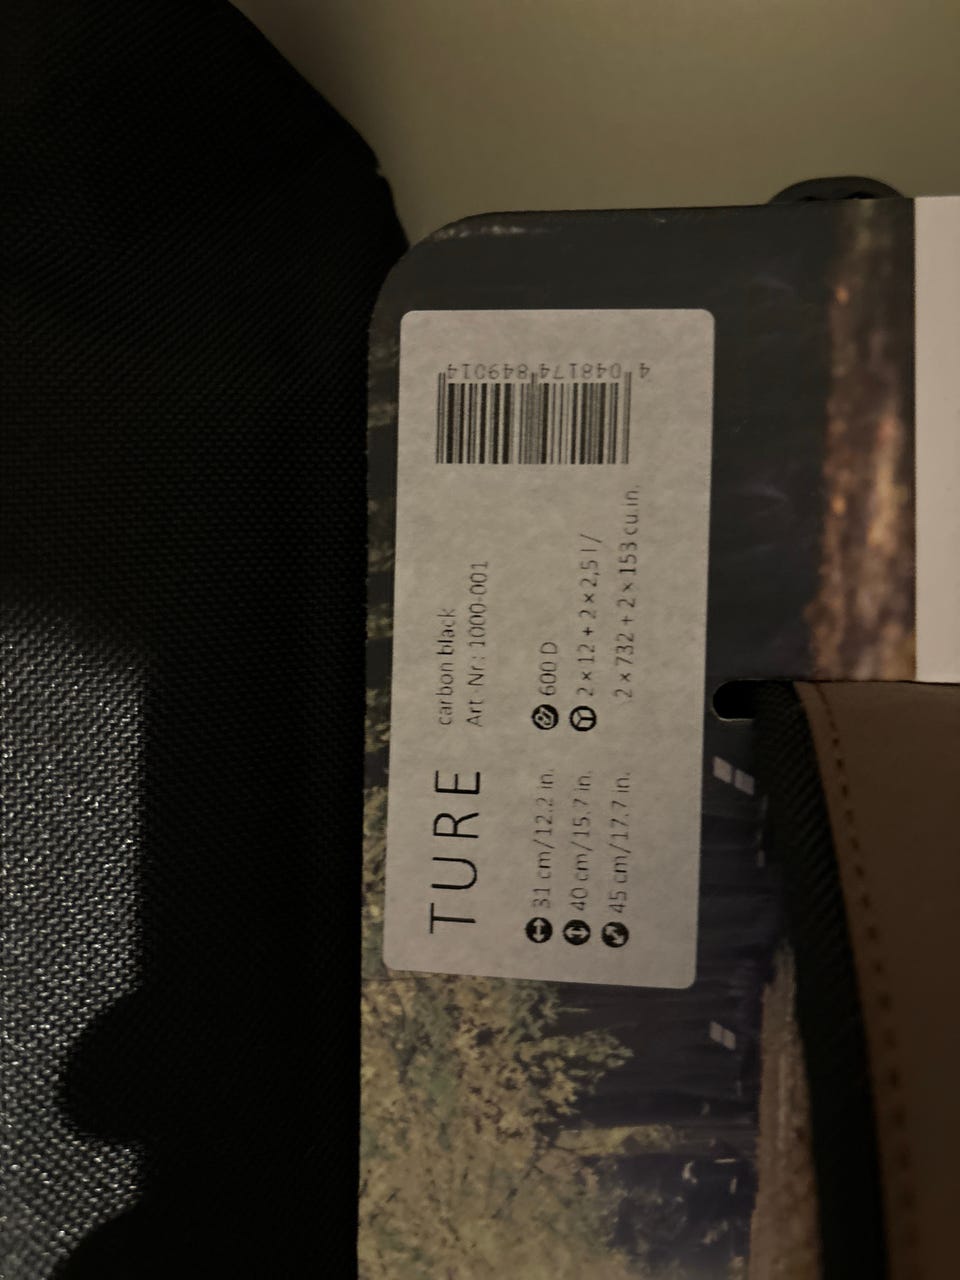 TURE
carbon black
Art.-Nr.: 1000-001
31 cm/12.2 in.
40 cm/15.7 in.
45 cm/17.7 in.
600 D
2 x 12 + 2 x 2,5 l /
2 x 732 + 2 x 153 cu.in.
4 048174 849014